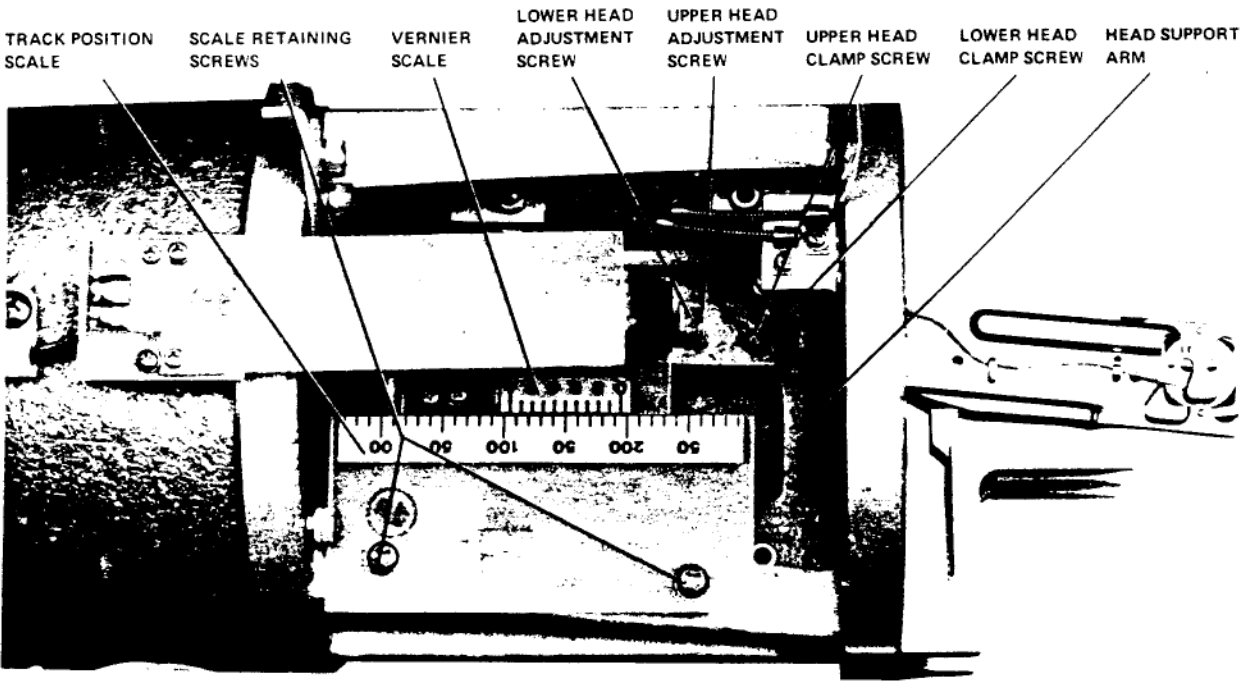 TRACK POSITION
SCALE
SCALE RETAINING
SCREWS
VERNIER
SCALE
LOWER HEAD
ADJUSTMENT
SCREW
UPPER HEAD
ADJUSTMENT
SCREW
UPPER HEAD
CLAMP SCREW
LOWER HEAD
CLAMP SCREW
HEAD SUPPORT
ARM
00 50 100 50 200 50